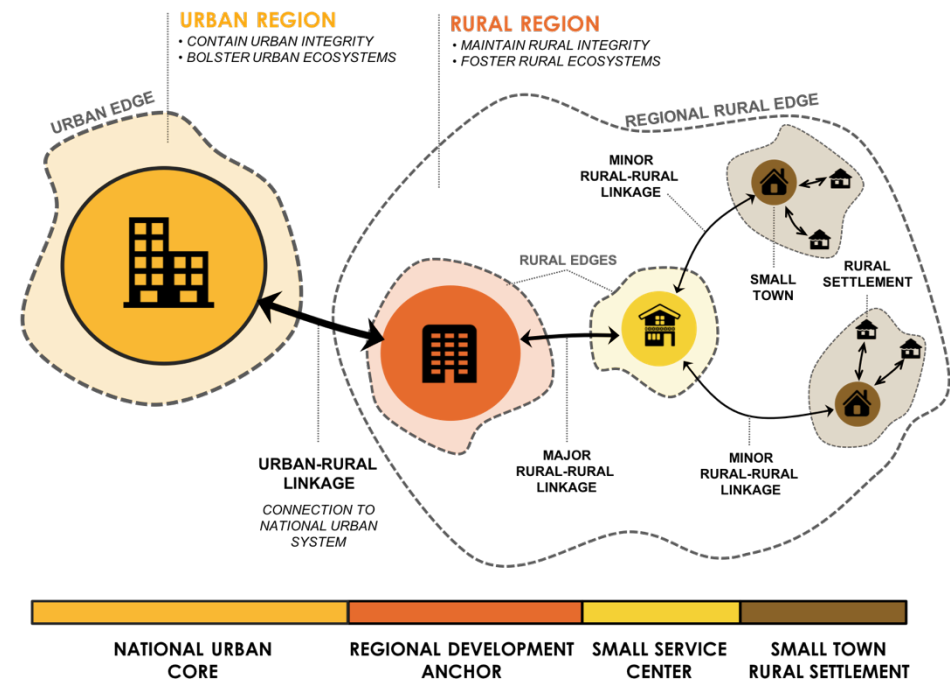 URBAN REGION
• CONTAIN URBAN INTEGRITY
• BOLSTER URBAN ECOSYSTEMS
RURAL REGION
• MAINTAIN RURAL INTEGRITY
• FOSTER RURAL ECOSYSTEMS
URBAN EDGE
REGIONAL RURAL EDGE
MINOR
RURAL-RURAL
LINKAGE
RURAL EDGES
SMALL
TOWN
RURAL
SETTLEMENT
URBAN-RURAL
LINKAGE
CONNECTION TO
NATIONAL URBAN
SYSTEM
MAJOR
RURAL-RURAL
LINKAGE
MINOR
RURAL-RURAL
LINKAGE
NATIONAL URBAN
CORE
REGIONAL DEVELOPMENT
ANCHOR
SMALL SERVICE
CENTER
SMALL TOWN
RURAL SETTLEMENT